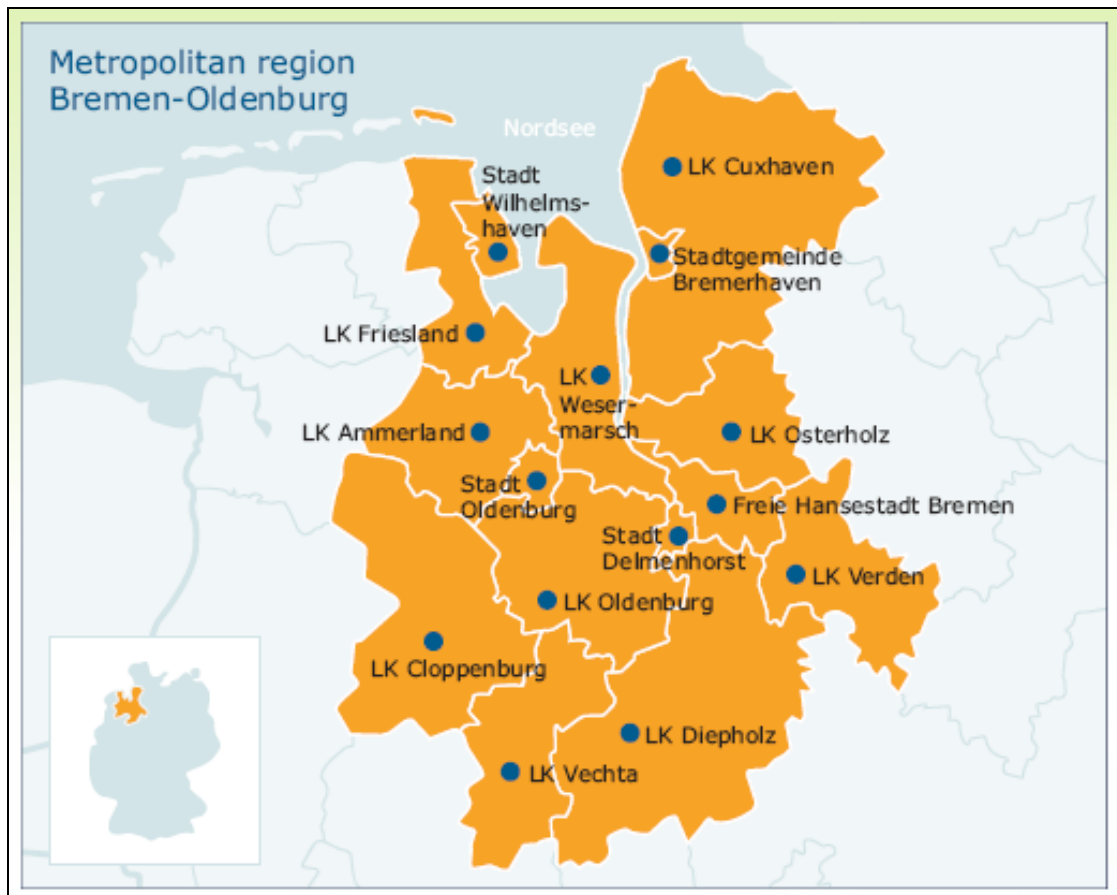 Metropolitan region
Bremen-Oldenburg
Nordsee
LK Cuxhaven
Stadt
Wilhelms-
haven
Stadtgemeinde
Bremerhaven
LK Friesland
LK
Weser-
marsch
LK Ammerland
LK Osterholz
Stadt
Oldenburg
Freie Hansestadt Bremen
Stadt
Delmenhorst
LK Verden
LK Oldenburg
LK Cloppenburg
LK Diepholz
LK Vechta